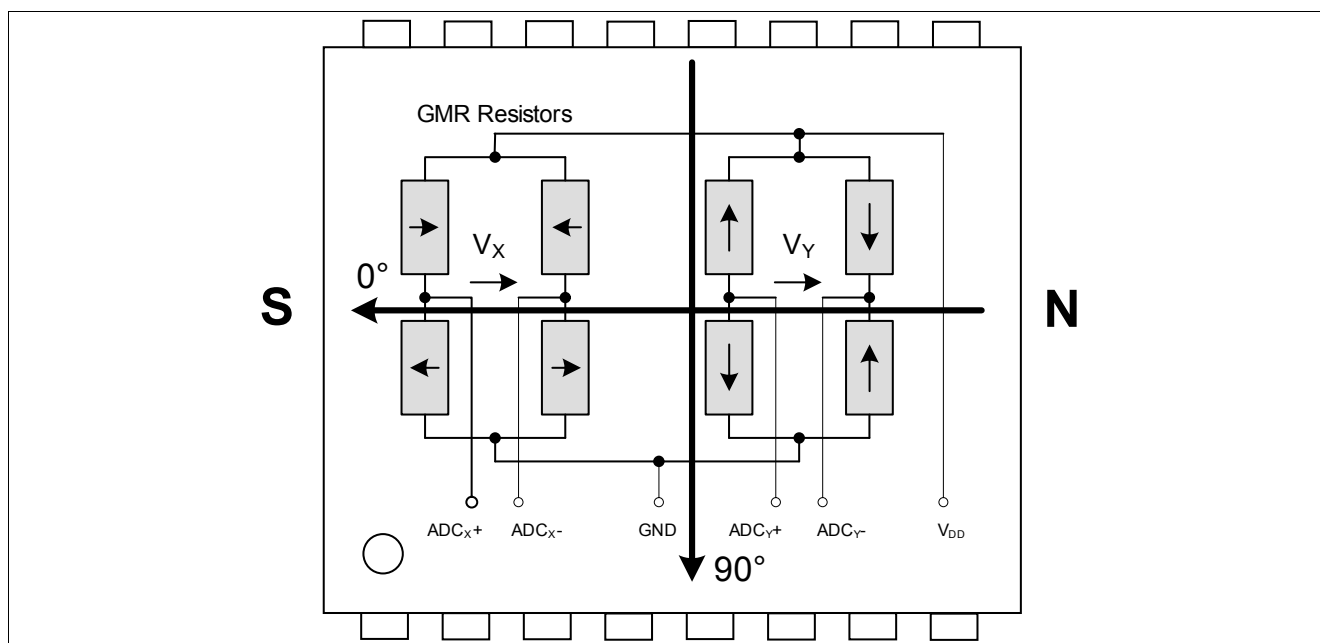 GMR Resistors
V_X
V_Y
0°
S
N
ADC_X+ ADC_X- GND ADC_Y+ ADC_Y- V_DD
90°